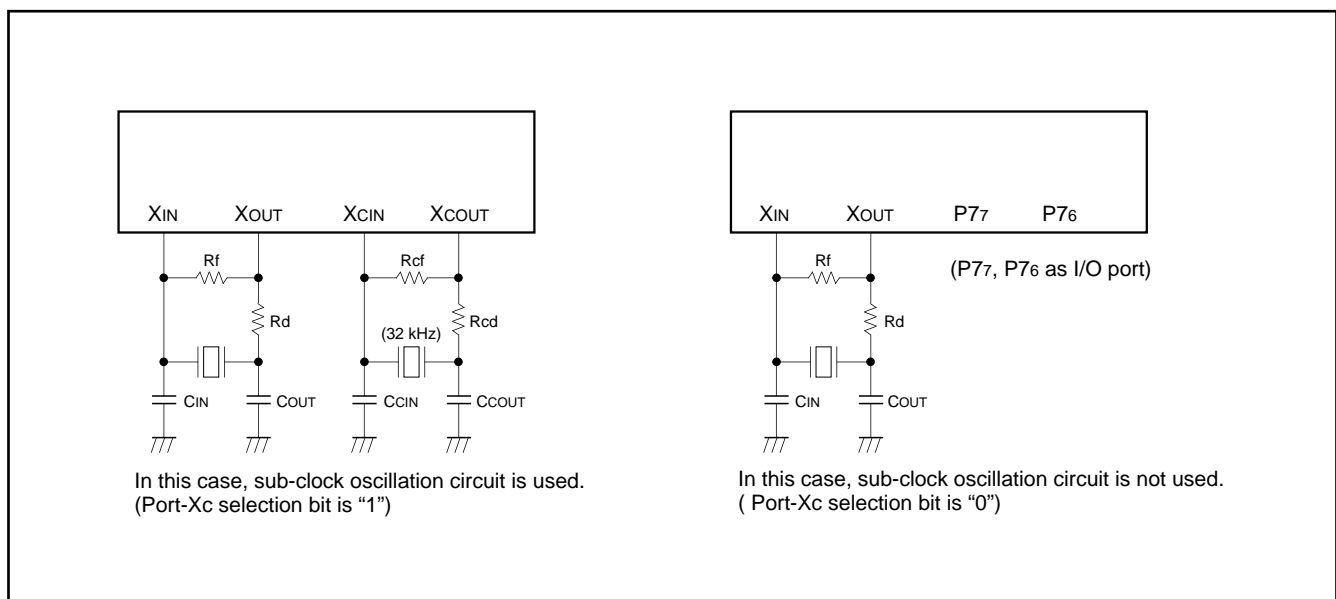 XIN XOUT XCIN XCOUT
Rf Rcf
Rd (32 kHz) Rcd
CIN COUT CCIN CCOUT
In this case, sub-clock oscillation circuit is used.
(Port-Xc selection bit is “1”)
XIN XOUT P77 P76
Rf (P77, P76 as I/O port)
Rd
CIN COUT
In this case, sub-clock oscillation circuit is not used.
( Port-Xc selection bit is “0”)